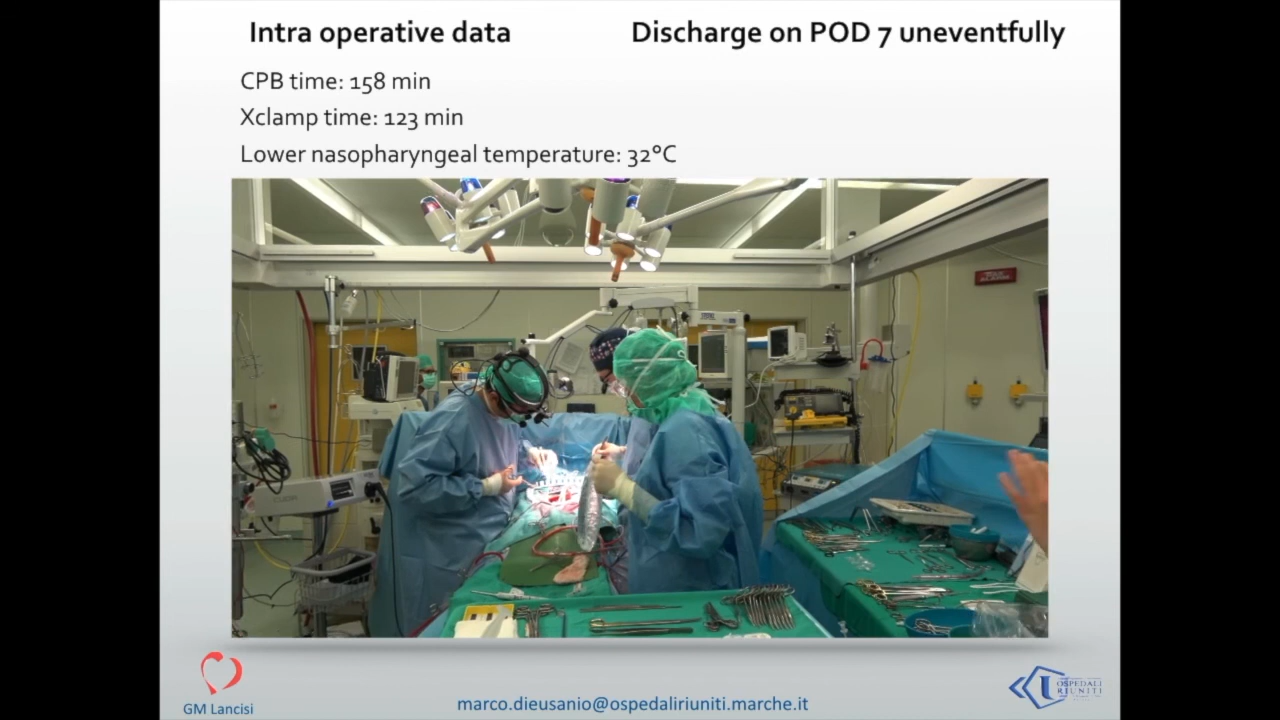 Intra operative data
Discharge on POD 7 uneventfully
CPB time: 158 min
Xclamp time: 123 min
Lower nasopharyngeal temperature: 32°C
GM Lancisi
marco.dieusanio@ospedaliriuniti.marche.it
OSPEDALI
RIUNITI